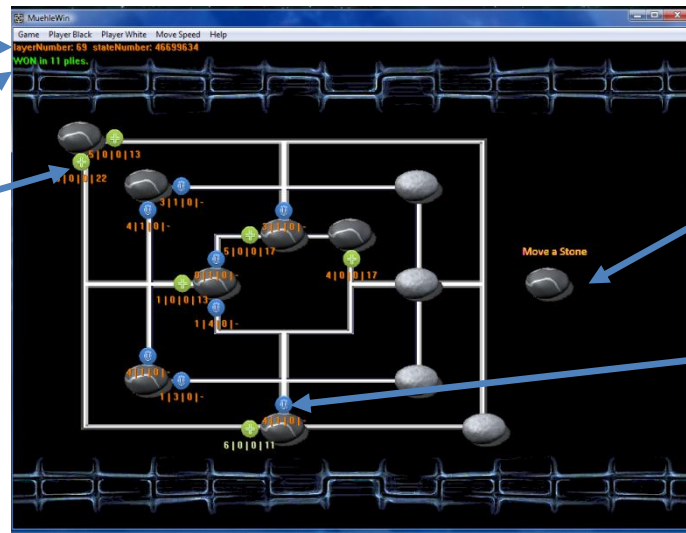 MuehleWin
Game Player Black Player White Move Speed Help
layerNumber: 69 stateNumber: 46699634
WON in 11 plies.
5|0|0|13
|0|0|22
3|1|0|-
4|1|0|-
3|1|0|-
5|0|0|17
4|0|0|17
Move a Stone
1|0|0|13
1|4|0|-
1|3|0|-
6|0|0|11